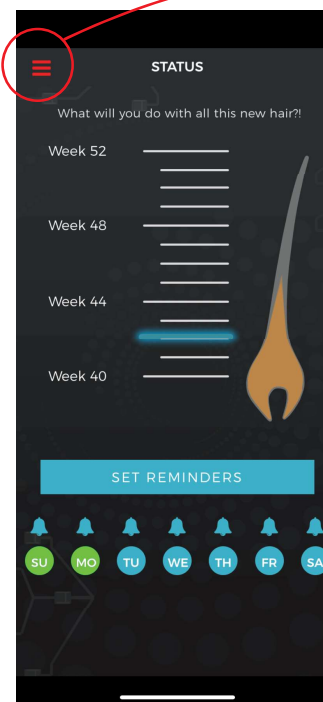 STATUS
What will you do with all this new hair?!
Week 52
Week 48
Week 44
Week 40
SET REMINDERS
SU MO TU WE TH FR SA